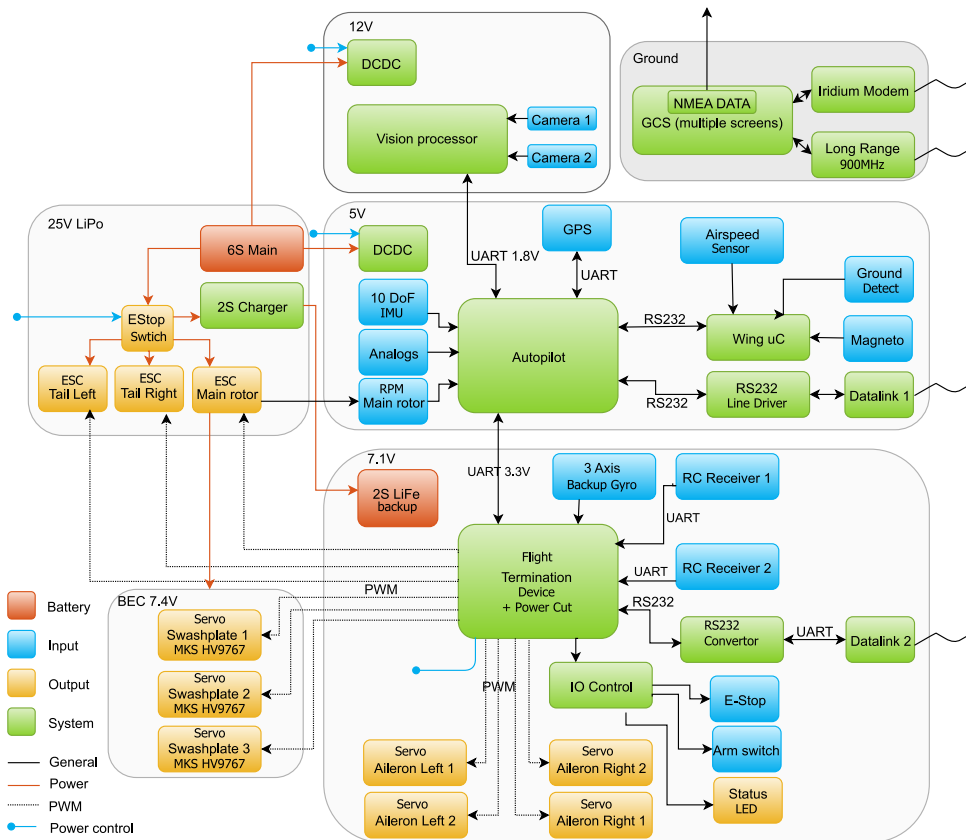 12V
DCDC
Vision processor
Camera 1
Camera 2
Ground
NMEA DATA
GCS (multiple screens)
Iridium Modem
Long Range
900MHz
25V LiPo
6S Main
2S Charger
EStop
Swtich
ESC
Tail Left
ESC
Tail Right
ESC
Main rotor
5V
DCDC
UART 1.8V
GPS
UART
Airspeed
Sensor
Ground
Detect
10 DoF
IMU
Analogs
RPM
Main rotor
Autopilot
RS232
Wing uC
Magneto
RS232
RS232
Line Driver
Datalink 1
UART 3.3V
7.1V
2S LiFe
backup
3 Axis
Backup Gyro
RC Receiver 1
UART
Flight
Termination
Device
+ Power Cut
UART
RC Receiver 2
RS232
RS232
Convertor
UART
Datalink 2
PWM
BEC 7.4V
Servo
Swashplate 1
MKS HV9767
Servo
Swashplate 2
MKS HV9767
Servo
Swashplate 3
MKS HV9767
PWM
IO Control
E-Stop
Arm switch
Status
LED
Servo
Aileron Left 1
Servo
Aileron Right 2
Servo
Aileron Left 2
Servo
Aileron Right 1
Battery
Input
Output
System
General
Power
PWM
Power control